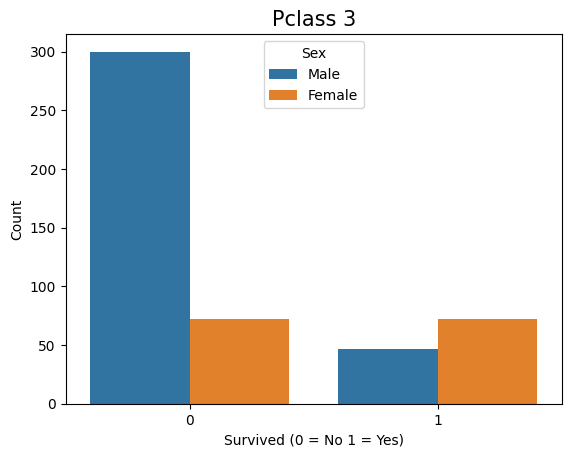 Pclass 3
Sex
Male
Female
Count
300
250
200
150
100
50
0
0 1
Survived (0 = No 1 = Yes)